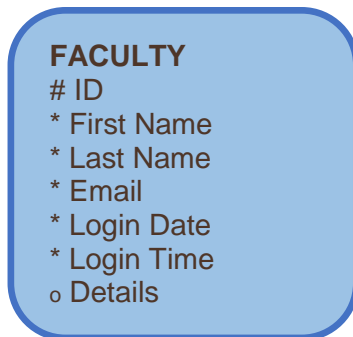 FACULTY
# ID
* First Name
* Last Name
* Email
* Login Date
* Login Time
o Details